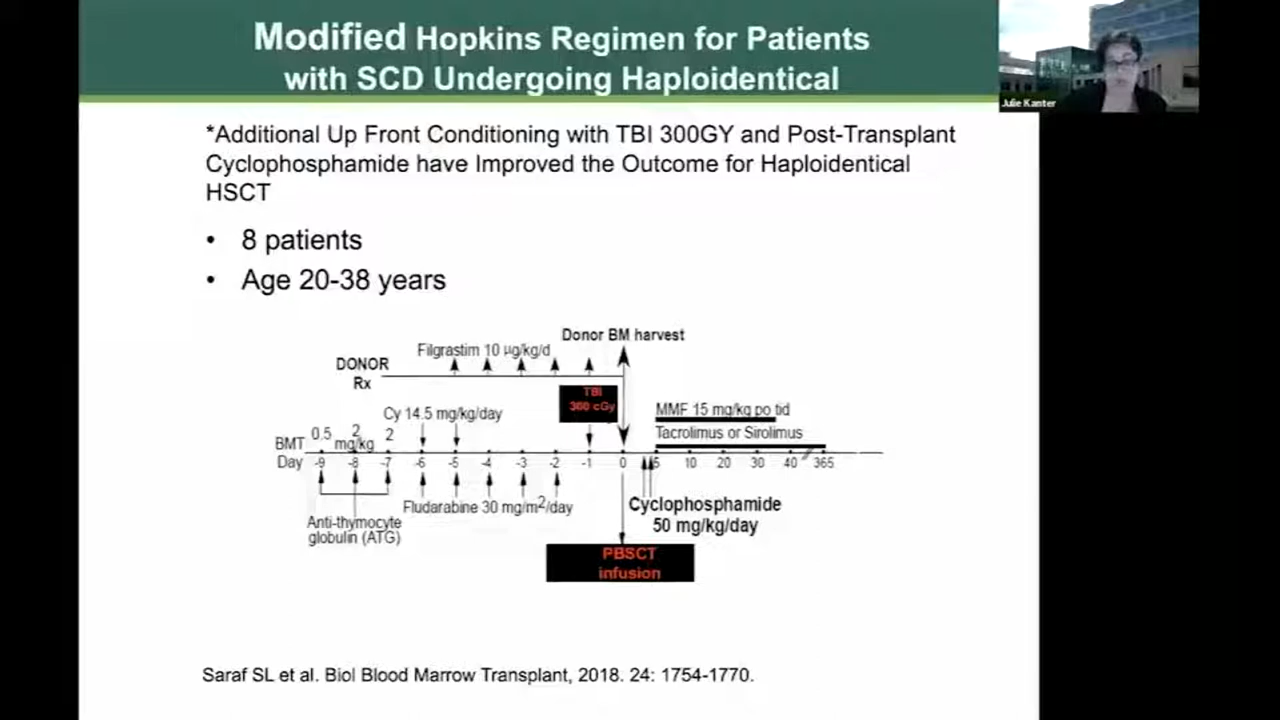 Modified Hopkins Regimen for Patients
with SCD Undergoing Haploidentical
Julie Kanter
*Additional Up Front Conditioning with TBI 300GY and Post-Transplant
Cyclophosphamide have Improved the Outcome for Haploidentical
HSCT
• 8 patients
• Age 20-38 years
Donor BM harvest
Filgrastim 10 µg/kg/d
DONOR
Rx
TBI
300 cGy
Cy 14.5 mg/kg/day
MMF 15 mg/kg po tid
Tacrolimus or Sirolimus
0.5 2 2
mg/kg
BMT
Day -9 -8 -7 -6 -5 -4 -3 -2 -1 0 5 10 20 30 40 365
Fludarabine 30 mg/m2/day
Cyclophosphamide
50 mg/kg/day
Anti-thymocyte
globulin (ATG)
PBSCT
infusion
Saraf SL et al. Biol Blood Marrow Transplant, 2018. 24: 1754-1770.